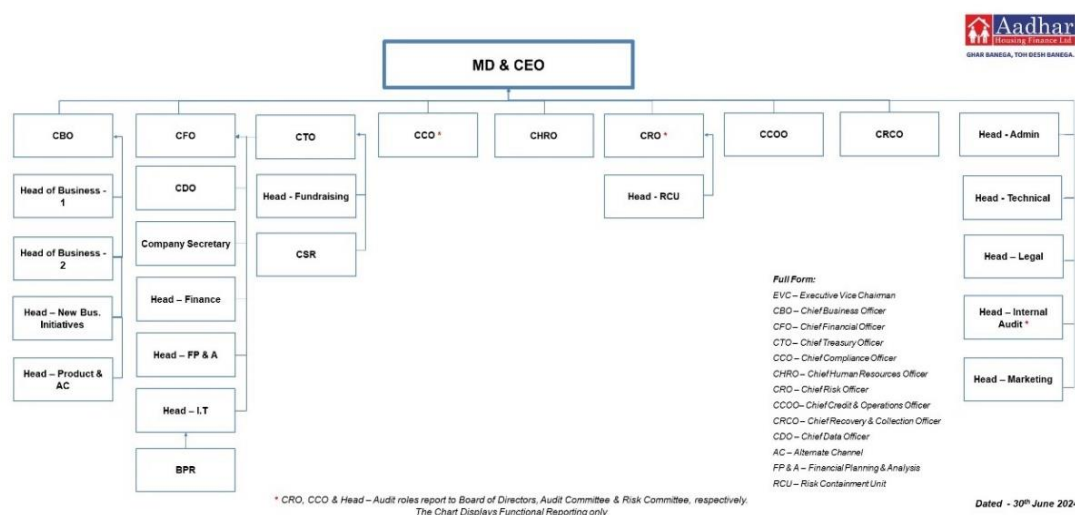 Aadhar
Housing Finance Ltd
GHAR BANEGA, TOH DESH BANEGA.
MD & CEO
CBO
CFO
CTO
CCO *
CHRO
CRO *
CCOO
CRCO
Head - Admin
Head of Business -
1
CDO
Head - Fundraising
Head - RCU
Head - Technical
Head of Business -
2
Company Secretary
CSR
Head – Legal
Head – New Bus.
Initiatives
Head – Finance
Head – Internal
Audit *
Head – Product &
AC
Head – FP & A
Head – Marketing
Head – I.T
BPR
Full Form:
EVC – Executive Vice Chairman
CBO – Chief Business Officer
CFO – Chief Financial Officer
CTO – Chief Treasury Officer
CCO – Chief Compliance Officer
CHRO – Chief Human Resources Officer
CRO – Chief Risk Officer
CCOO– Chief Credit & Operations Officer
CRCO – Chief Recovery & Collection Officer
CDO – Chief Data Officer
AC – Alternate Channel
FP & A – Financial Planning & Analysis
RCU – Risk Containment Unit
* CRO, CCO & Head – Audit roles report to Board of Directors, Audit Committee & Risk Committee, respectively.
The Chart Displays Functional Reporting only
Dated - 30th June 2024